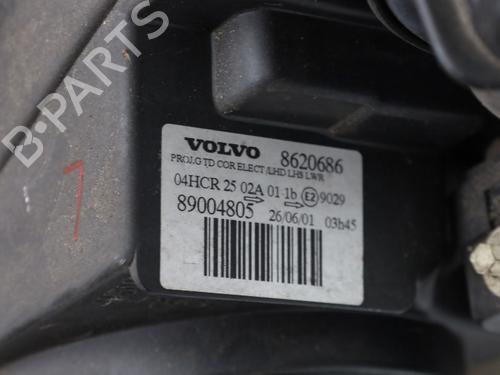 B-PARTS
VOLVO 8620686
PROJ.G TD COR ELECT /LHD LHS LWR
04HCR 25 02A 01 1b E2 9029
89004805 26/06/01 03h45
1